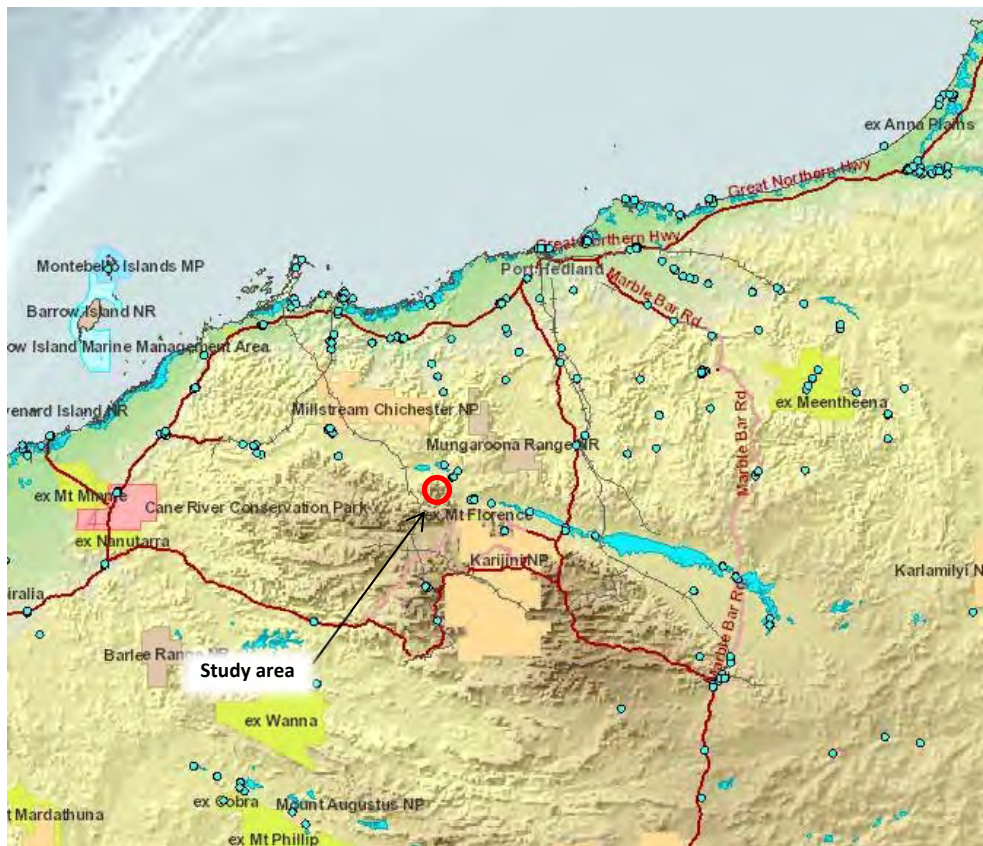 ex Anna Plains
Great Northern Hwy
Great Northern Hwy
Montebello Islands MP
Port Hedland
Marble Bar Rd
Barrow Island NR
ow Island Marine Management Area
Millstream Chichester NP
ex Meentheena
venard Island NR
Mungaroona Range NR
Marble Bar Rd
ex Mt Minnie
Cane River Conservation Park
ex Mt Florence
ex Nanutarra
Karijini NP
Karlamilyi N
iralia
Marble Bar Rd
Barlee Range NR
Study area
ex Wanna
ex Cobra
Mount Augustus NP
t Mardathuna
ex Mt Phillip